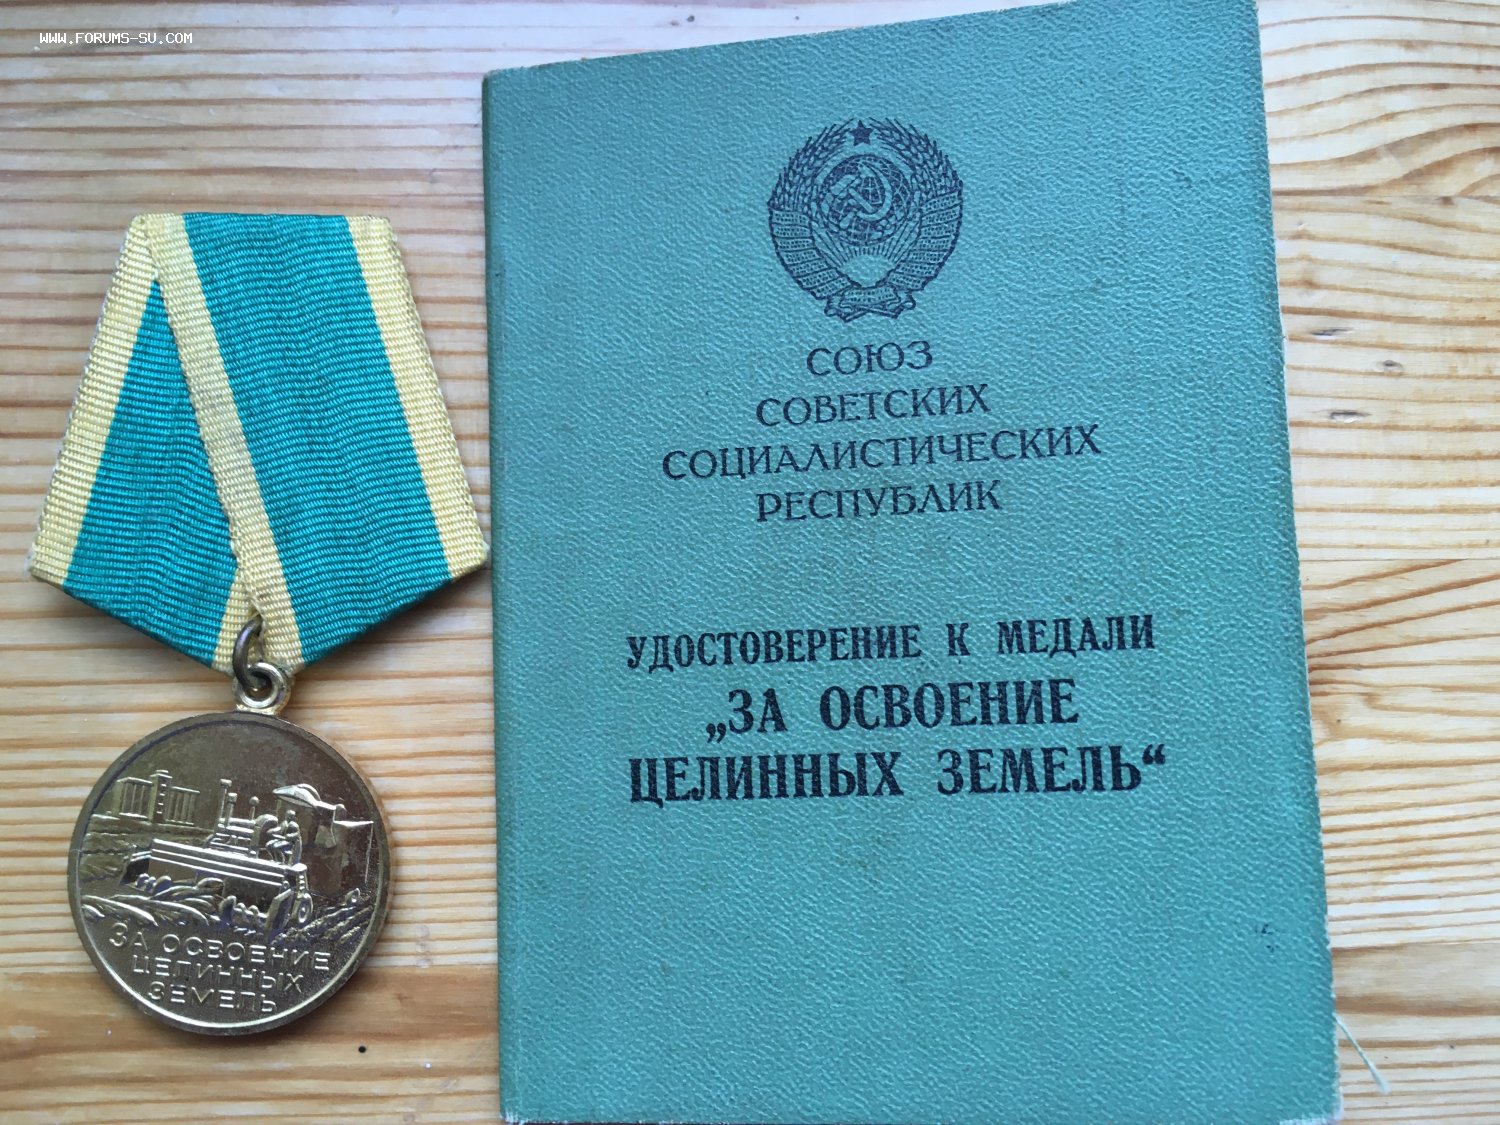 WWW.FORUMS-SU.COM
СОЮЗ
СОВЕТСКИХ
СОЦИАЛИСТИЧЕСКИХ
РЕСПУБЛИК
УДОСТОВЕРЕНИЕ К МЕДАЛИ
„ЗА ОСВОЕНИЕ
ЦЕЛИННЫХ ЗЕМЕЛЬ“
ЗА ОСВОЕНИЕ
ЦЕЛИННЫХ
ЗЕМЕЛЬ